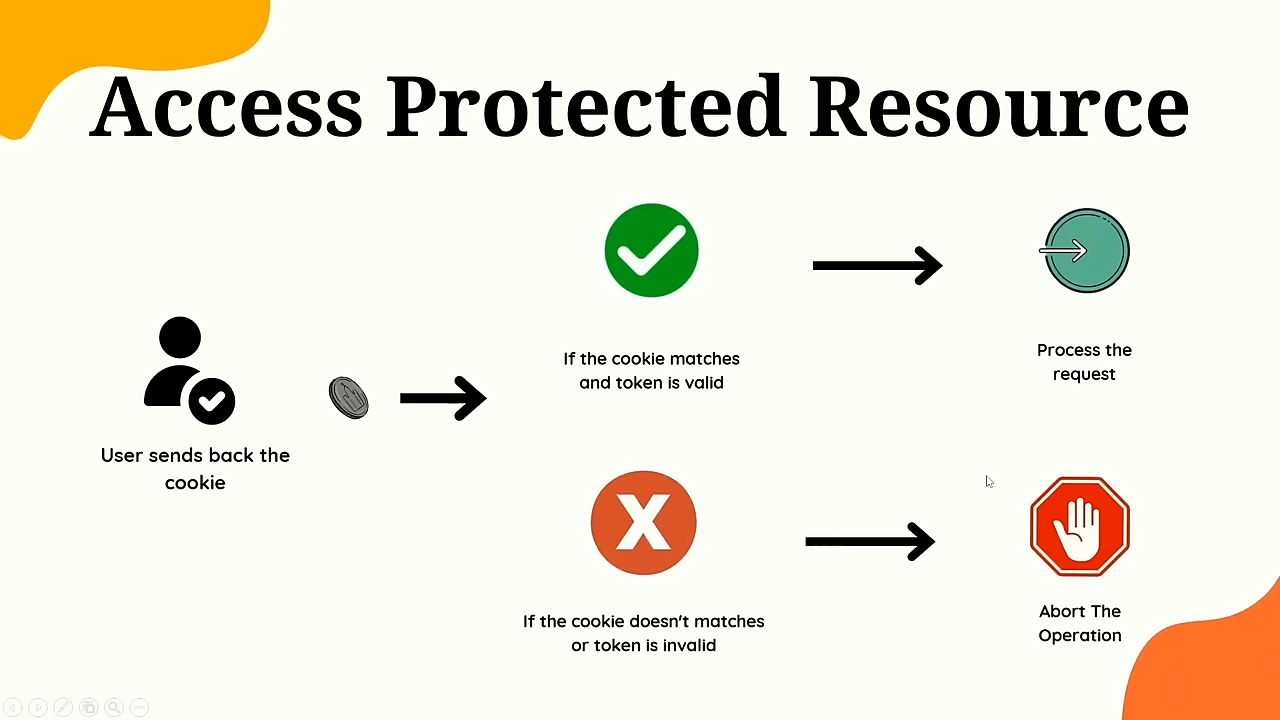 Access Protected Resource
If the cookie matches
and token is valid
Process the
request
User sends back the
cookie
If the cookie doesn't matches
or token is invalid
Abort The
Operation